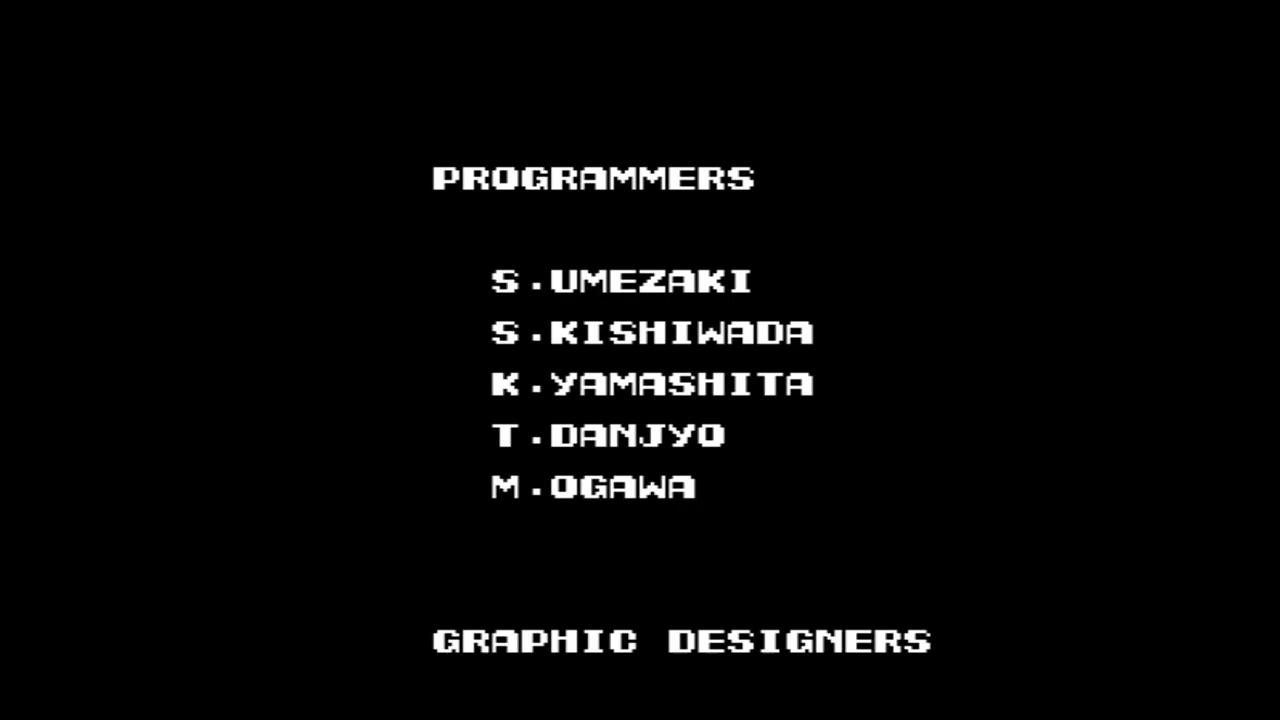 PROGRAMMERS
S.UMEZAKI
S.KISHIWADA
K.YAMASHITA
T.DANJYO
M.OGAWA
GRAPHIC DESIGNERS